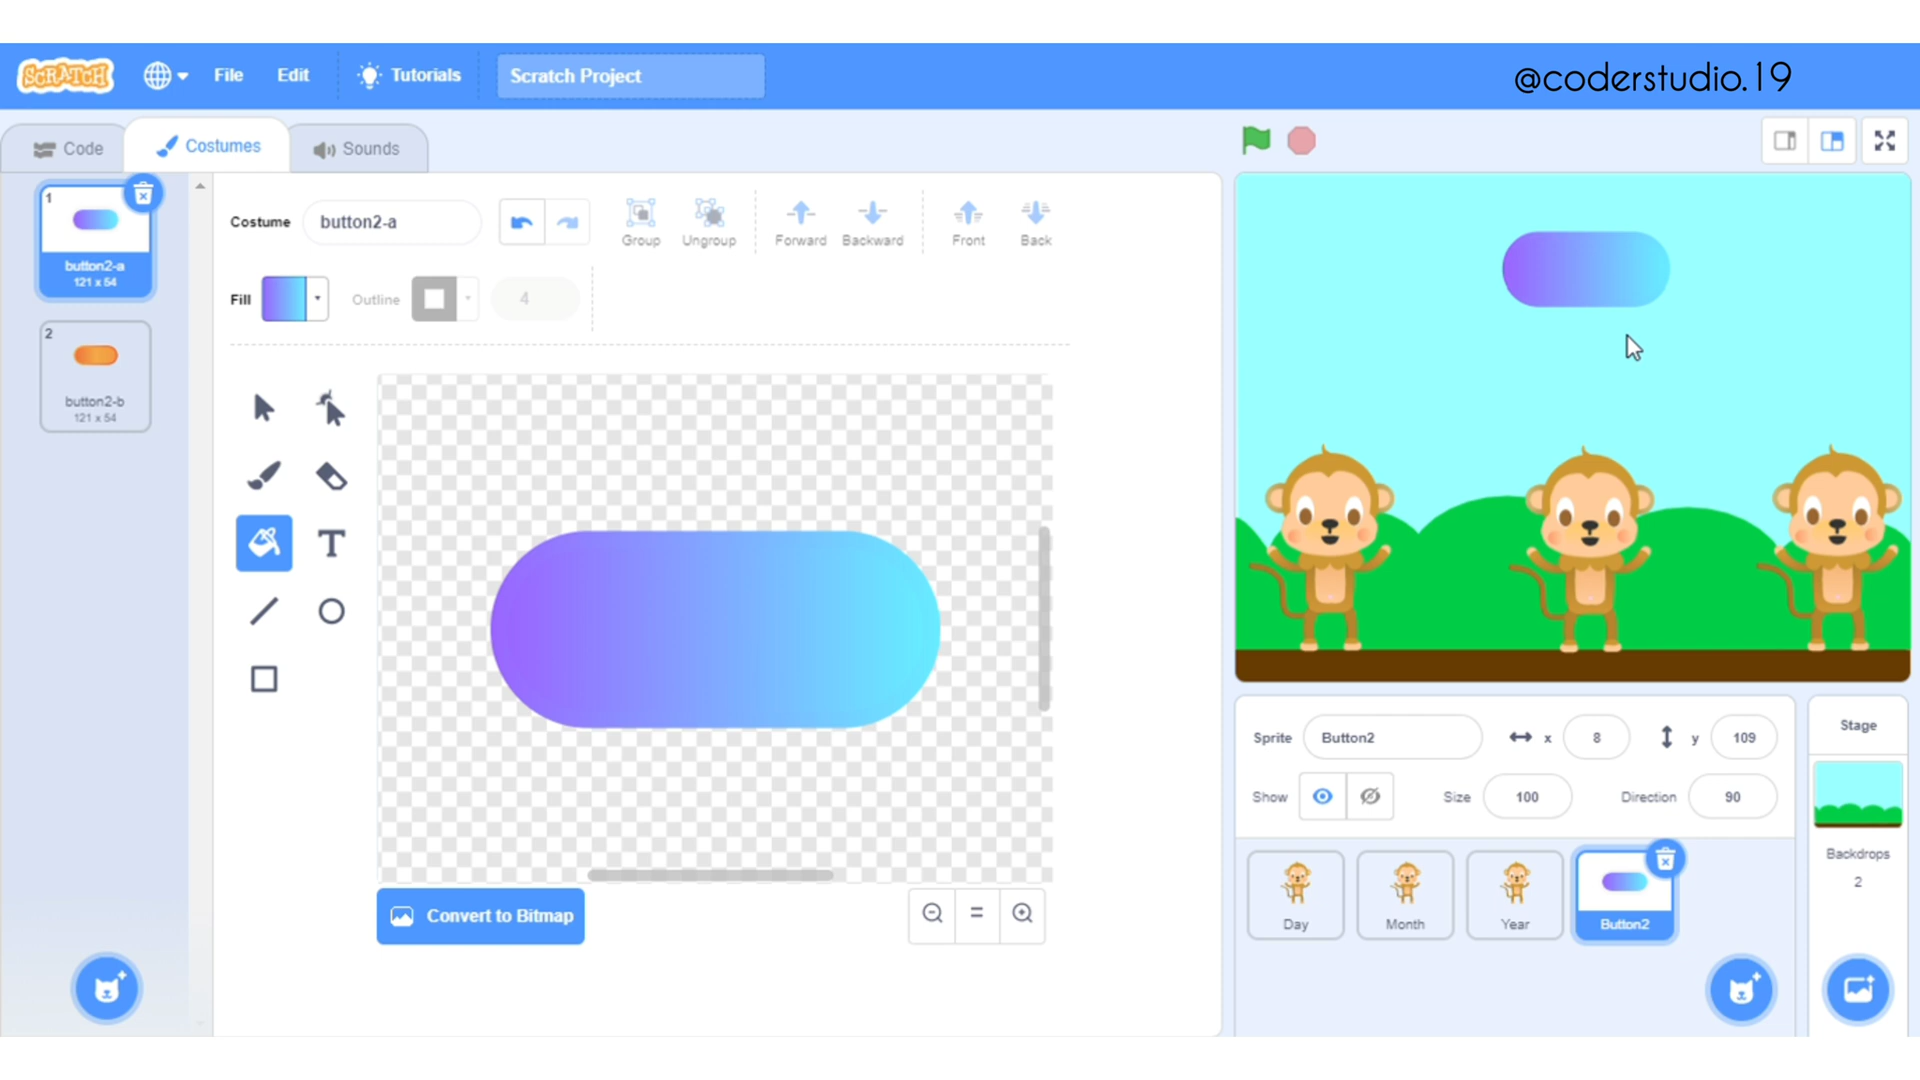 SCRATCH File Edit Tutorials Scratch Project @coderstudio.19
Code Costumes Sounds
1
button2-a
121 x 54
2
button2-b
121 x 54
Costume button2-a Group Ungroup Forward Backward Front Back
Fill Outline 4
T
Convert to Bitmap
Sprite Button2 x 8 y 109
Show Size 100 Direction 90
Day Month Year Button2
Stage
Backdrops
2